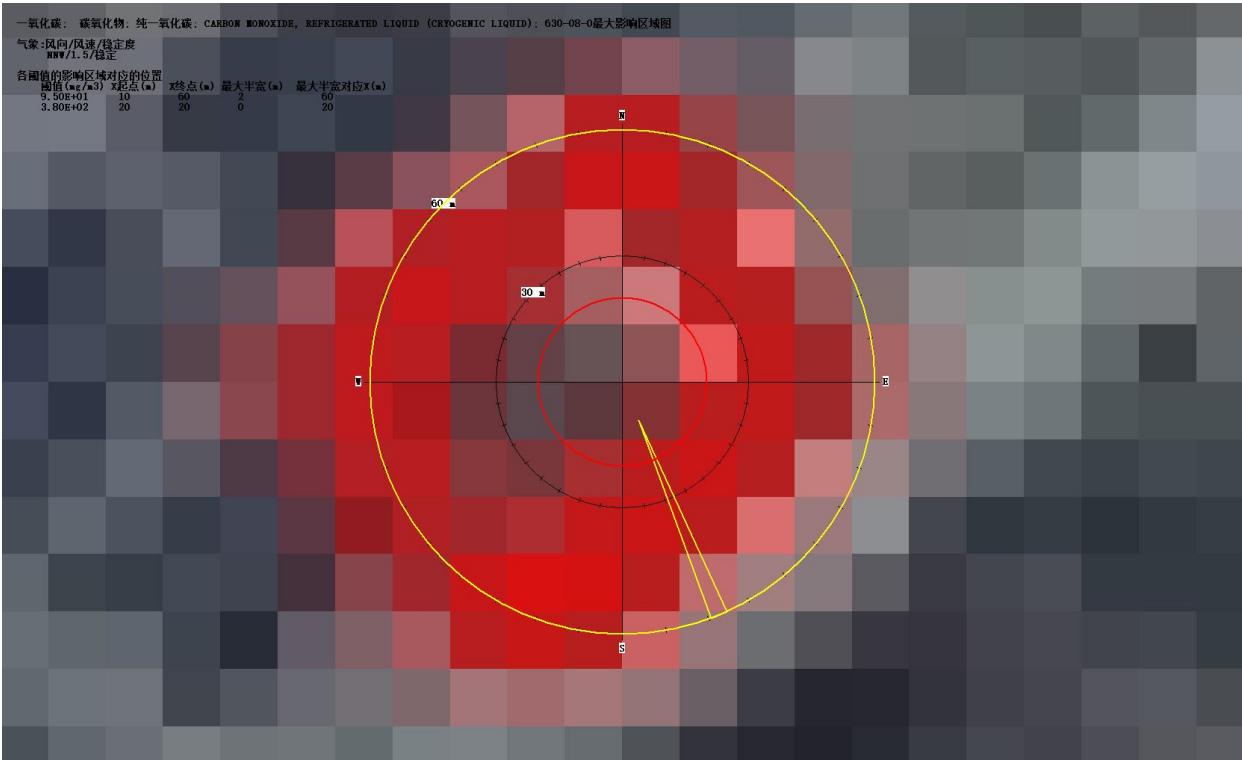 一氧化碳; 碳氧化物; 纯一氧化碳; CARBON MONOXIDE, REFRIGERATED LIQUID (CRYOGENIC LIQUID); 630-08-0最大影响区域图
气象:风向/风速/稳定度
NNW/1.5/稳定
各阈值的影响区域对应的位置
阈值(mg/m3) X起点(m) X终点(m) 最大半宽(m) 最大半宽对应X(m)
9.50E+01 10 60 2 60
3.80E+02 20 20 0 20
N
60 m
30 m
W
E
S